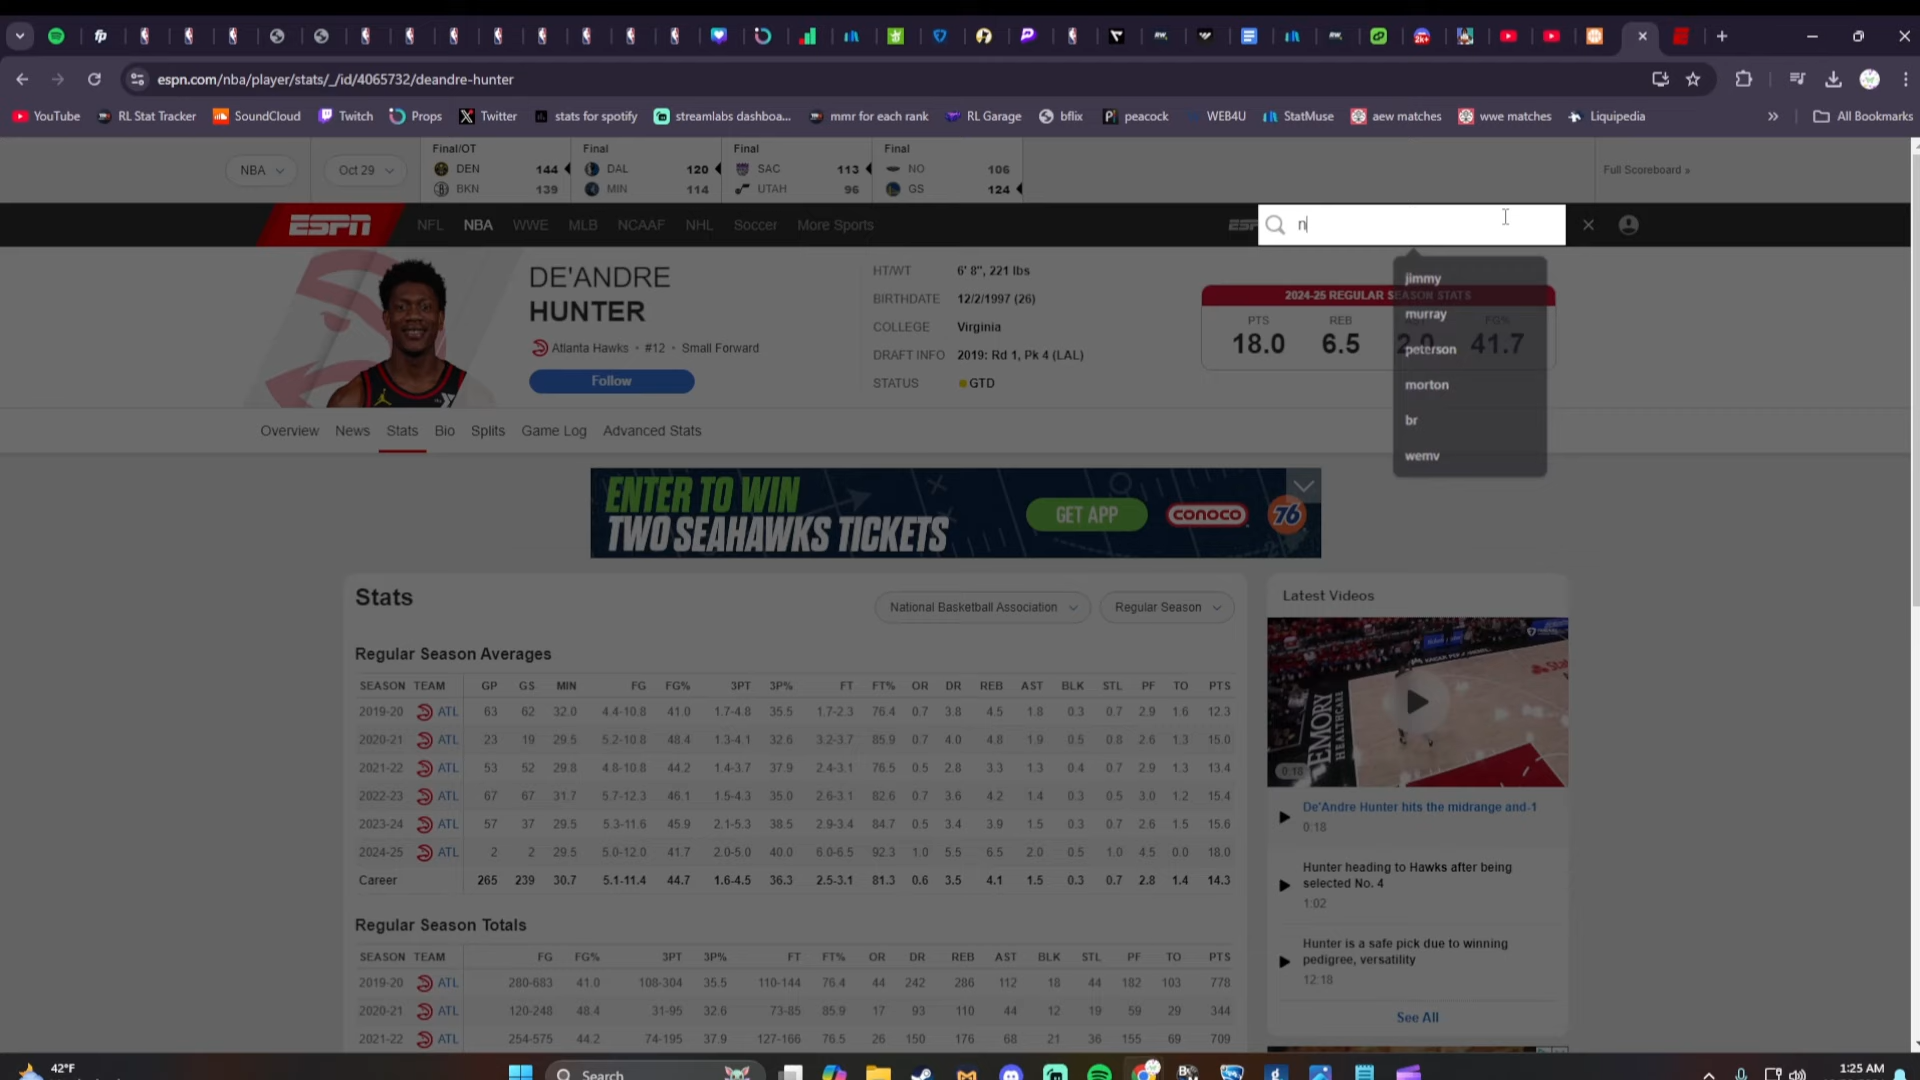 espn.com/nba/player/stats/_/id/4065732/deandre-hunter
YouTube RL Stat Tracker SoundCloud Twitch Props Twitter stats for spotify streamlabs dashboa... mmr for each rank RL Garage bflix peacock WEB4U StatMuse aew matches wwe matches Liquipedia » All Bookmarks
NBA Oct 29
Final/OT
DEN 144
BKN 139
Final
DAL 120
MIN 114
Final
SAC 113
UTAH 96
Final
NO 106
GS 124
Full Scoreboard »
ESPN NFL NBA WWE MLB NCAAF NHL Soccer More Sports
n
jimmy
murray
peterson
morton
br
wemv
DE'ANDRE
HUNTER
Atlanta Hawks • #12 • Small Forward
Follow
HT/WT 6' 8", 221 lbs
BIRTHDATE 12/2/1997 (26)
COLLEGE Virginia
DRAFT INFO 2019: Rd 1, Pk 4 (LAL)
STATUS GTD
2024-25 REGULAR SEASON STATS
PTS REB FG%
18.0 6.5 2.0 41.7
Overview News Stats Bio Splits Game Log Advanced Stats
ENTER TO WIN
TWO SEAHAWKS TICKETS
GET APP
CONOCO
76
Stats
National Basketball Association Regular Season
Regular Season Averages
SEASON TEAM GP GS MIN FG FG% 3PT 3P% FT FT% OR DR REB AST BLK STL PF TO PTS
2019-20 ATL 63 62 32.0 4.4-10.8 41.0 1.7-4.8 35.5 1.7-2.3 76.4 0.7 3.8 4.5 1.8 0.3 0.7 2.9 1.6 12.3
2020-21 ATL 23 19 29.5 5.2-10.8 48.4 1.3-4.1 32.6 3.2-3.7 85.9 0.7 4.0 4.8 1.9 0.5 0.8 2.6 1.3 15.0
2021-22 ATL 53 52 29.8 4.8-10.8 44.2 1.4-3.7 37.9 2.4-3.1 76.5 0.5 2.8 3.3 1.3 0.4 0.7 2.9 1.3 13.4
2022-23 ATL 67 67 31.7 5.7-12.3 46.1 1.5-4.3 35.0 2.6-3.1 82.6 0.7 3.6 4.2 1.4 0.3 0.5 3.0 1.2 15.4
2023-24 ATL 57 37 29.5 5.3-11.6 45.9 2.1-5.3 38.5 2.9-3.4 84.7 0.5 3.4 3.9 1.5 0.3 0.7 2.6 1.5 15.6
2024-25 ATL 2 2 29.5 5.0-12.0 41.7 2.0-5.0 40.0 6.0-6.5 92.3 1.0 5.5 6.5 2.0 0.5 1.0 4.5 0.0 18.0
Career 265 239 30.7 5.1-11.4 44.7 1.6-4.5 36.3 2.5-3.1 81.3 0.6 3.5 4.1 1.5 0.3 0.7 2.8 1.4 14.3
Regular Season Totals
SEASON TEAM FG FG% 3PT 3P% FT FT% OR DR REB AST BLK STL PF TO PTS
2019-20 ATL 280-683 41.0 108-304 35.5 110-144 76.4 44 242 286 112 18 44 182 103 778
2020-21 ATL 120-248 48.4 31-95 32.6 73-85 85.9 17 93 110 44 12 19 59 29 344
2021-22 ATL 254-575 44.2 74-195 37.9 127-166 76.5 26 150 176 68 21 36 155 69 709
Latest Videos
EMORY
HEALTHCARE
0:18
De'Andre Hunter hits the midrange and-1
0:18
Hunter heading to Hawks after being
selected No. 4
1:02
Hunter is a safe pick due to winning
pedigree, versatility
12:18
See All
42°F
Search
1:25 AM